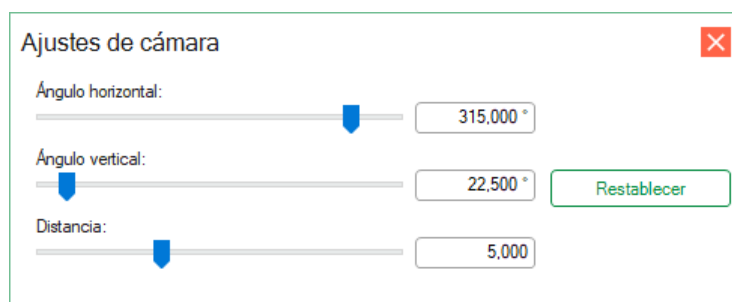 Ajustes de cámara
Ángulo horizontal:
315,000 °
Ángulo vertical:
22,500 °
Restablecer
Distancia:
5,000